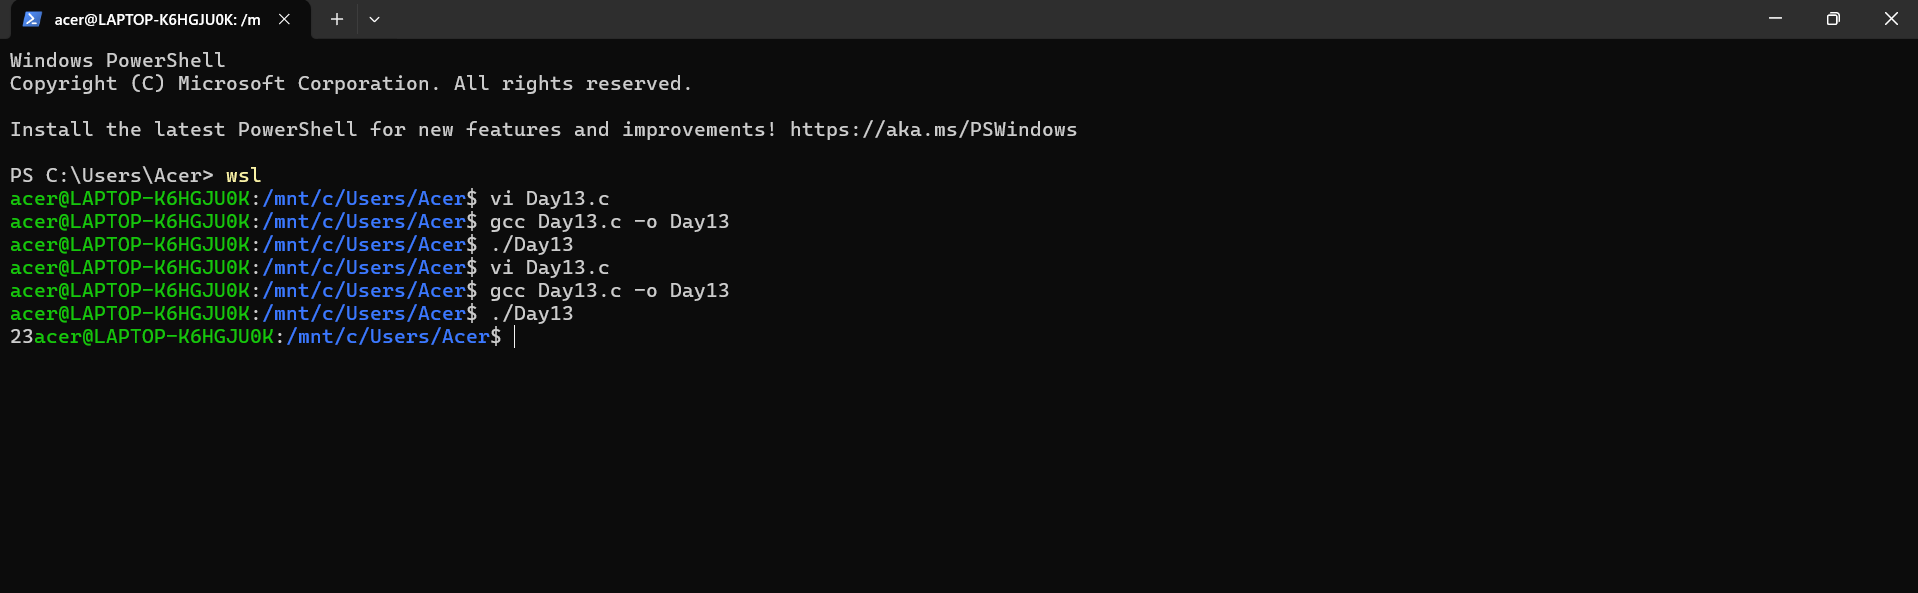 acer@LAPTOP-K6HGJU0K: /m
Windows PowerShell
Copyright (C) Microsoft Corporation. All rights reserved.
Install the latest PowerShell for new features and improvements! https://aka.ms/PSWindows
PS C:\Users\Acer> wsl
acer@LAPTOP-K6HGJU0K:/mnt/c/Users/Acer$ vi Day13.c
acer@LAPTOP-K6HGJU0K:/mnt/c/Users/Acer$ gcc Day13.c -o Day13
acer@LAPTOP-K6HGJU0K:/mnt/c/Users/Acer$ ./Day13
acer@LAPTOP-K6HGJU0K:/mnt/c/Users/Acer$ vi Day13.c
acer@LAPTOP-K6HGJU0K:/mnt/c/Users/Acer$ gcc Day13.c -o Day13
acer@LAPTOP-K6HGJU0K:/mnt/c/Users/Acer$ ./Day13
23acer@LAPTOP-K6HGJU0K:/mnt/c/Users/Acer$